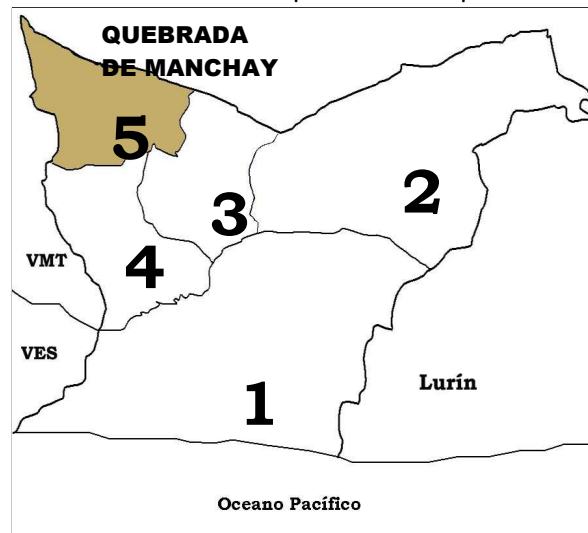 QUEBRADA
DE MANCHAY
5
2
3
4
VMT
VES
Lurín
1
Oceano Pacífico